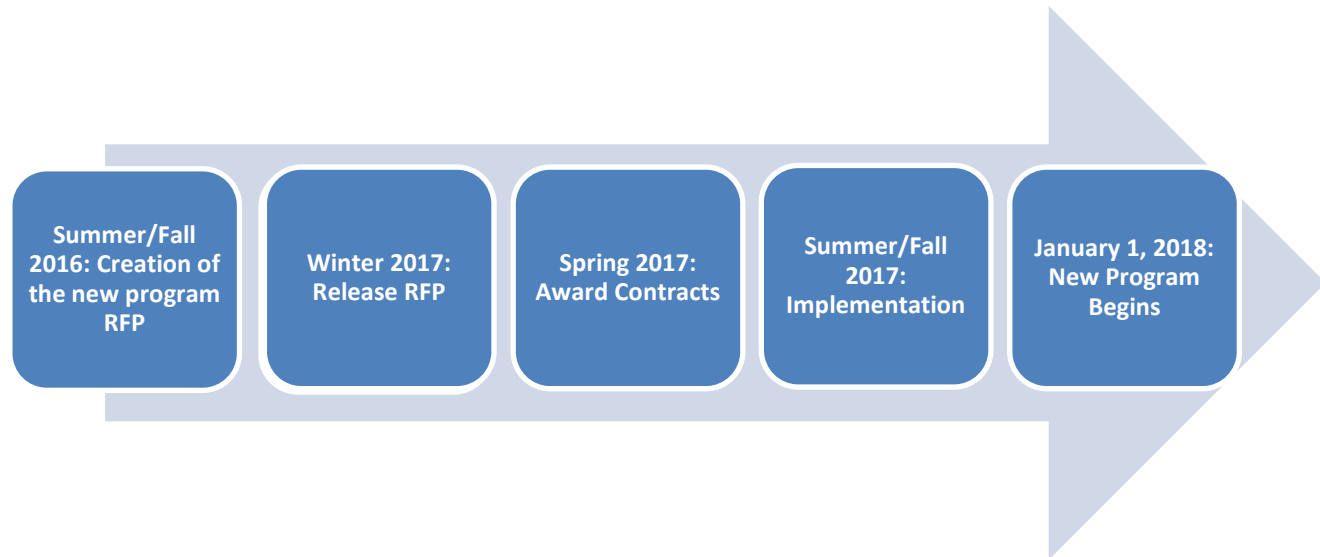 Summer/Fall
2016: Creation of
the new program
RFP
Winter 2017:
Release RFP
Spring 2017:
Award Contracts
Summer/Fall
2017:
Implementation
January 1, 2018:
New Program
Begins